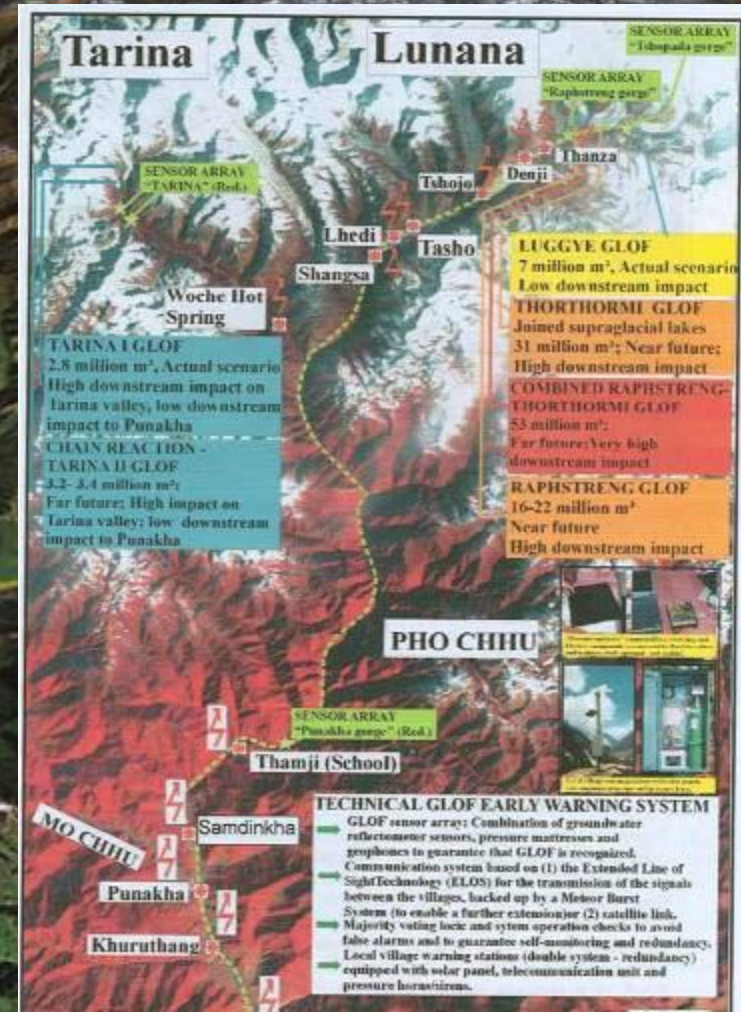 Tarina
Lunana
SENSOR ARRAY
"Tshopada gorge"
SENSOR ARRAY
"Raphstreng gorge"
SENSOR ARRAY
"TARINA" (Red.)
Thanza
Denji
Tshojo
Lhedi
Tasho
Shangsa
Woche Hot
Spring
LUGGYE GLOF
7 million m³, Actual scenario
Low downstream impact
THORTHORMI GLOF
Joined supraglacial lakes
31 million m³; Near future;
High downstream impact
COMBINED RAPHSTRENG-
THORTHORMI GLOF
53 million m³;
Far future;Very high
downstream impact
RAPHSTRENG GLOF
16-22 million m³
Near future
High downstream impact
TARINA I GLOF
2.8 million m³, Actual scenario
High downstream impact on
Tarina valley, low downstream
impact to Punakha
CHAIN REACTION -
TARINA II GLOF
3.2- 3.4 million m³;
Far future; High impact on
Tarina valley; low downstream
impact to Punakha
PHO CHHU
SENSOR ARRAY
"Punakha gorge" (Red.)
Thamji (School)
MO CHHU
Samdinkha
Punakha
Khuruthang
TECHNICAL GLOF EARLY WARNING SYSTEM
GLOF sensor array: Combination of groundwater
reflectometer sensors, pressure mattresses and
geophones to guarantee that GLOF is recognized.
Communication system based on (1) the Extended Line of
SightTechnology (ELOS) for the transmission of the signals
between the villages, backed up by a Meteor Burst
System (to enable a further extension)or (2) satellite link.
Majority voting locic and sytem operation checks to avoid
false alarms and to guarantee self-monitoring and redundancy.
Local village warning stations (double system - redundancy)
equipped with solar panel, telecommunication unit and
pressure horns/sirens.